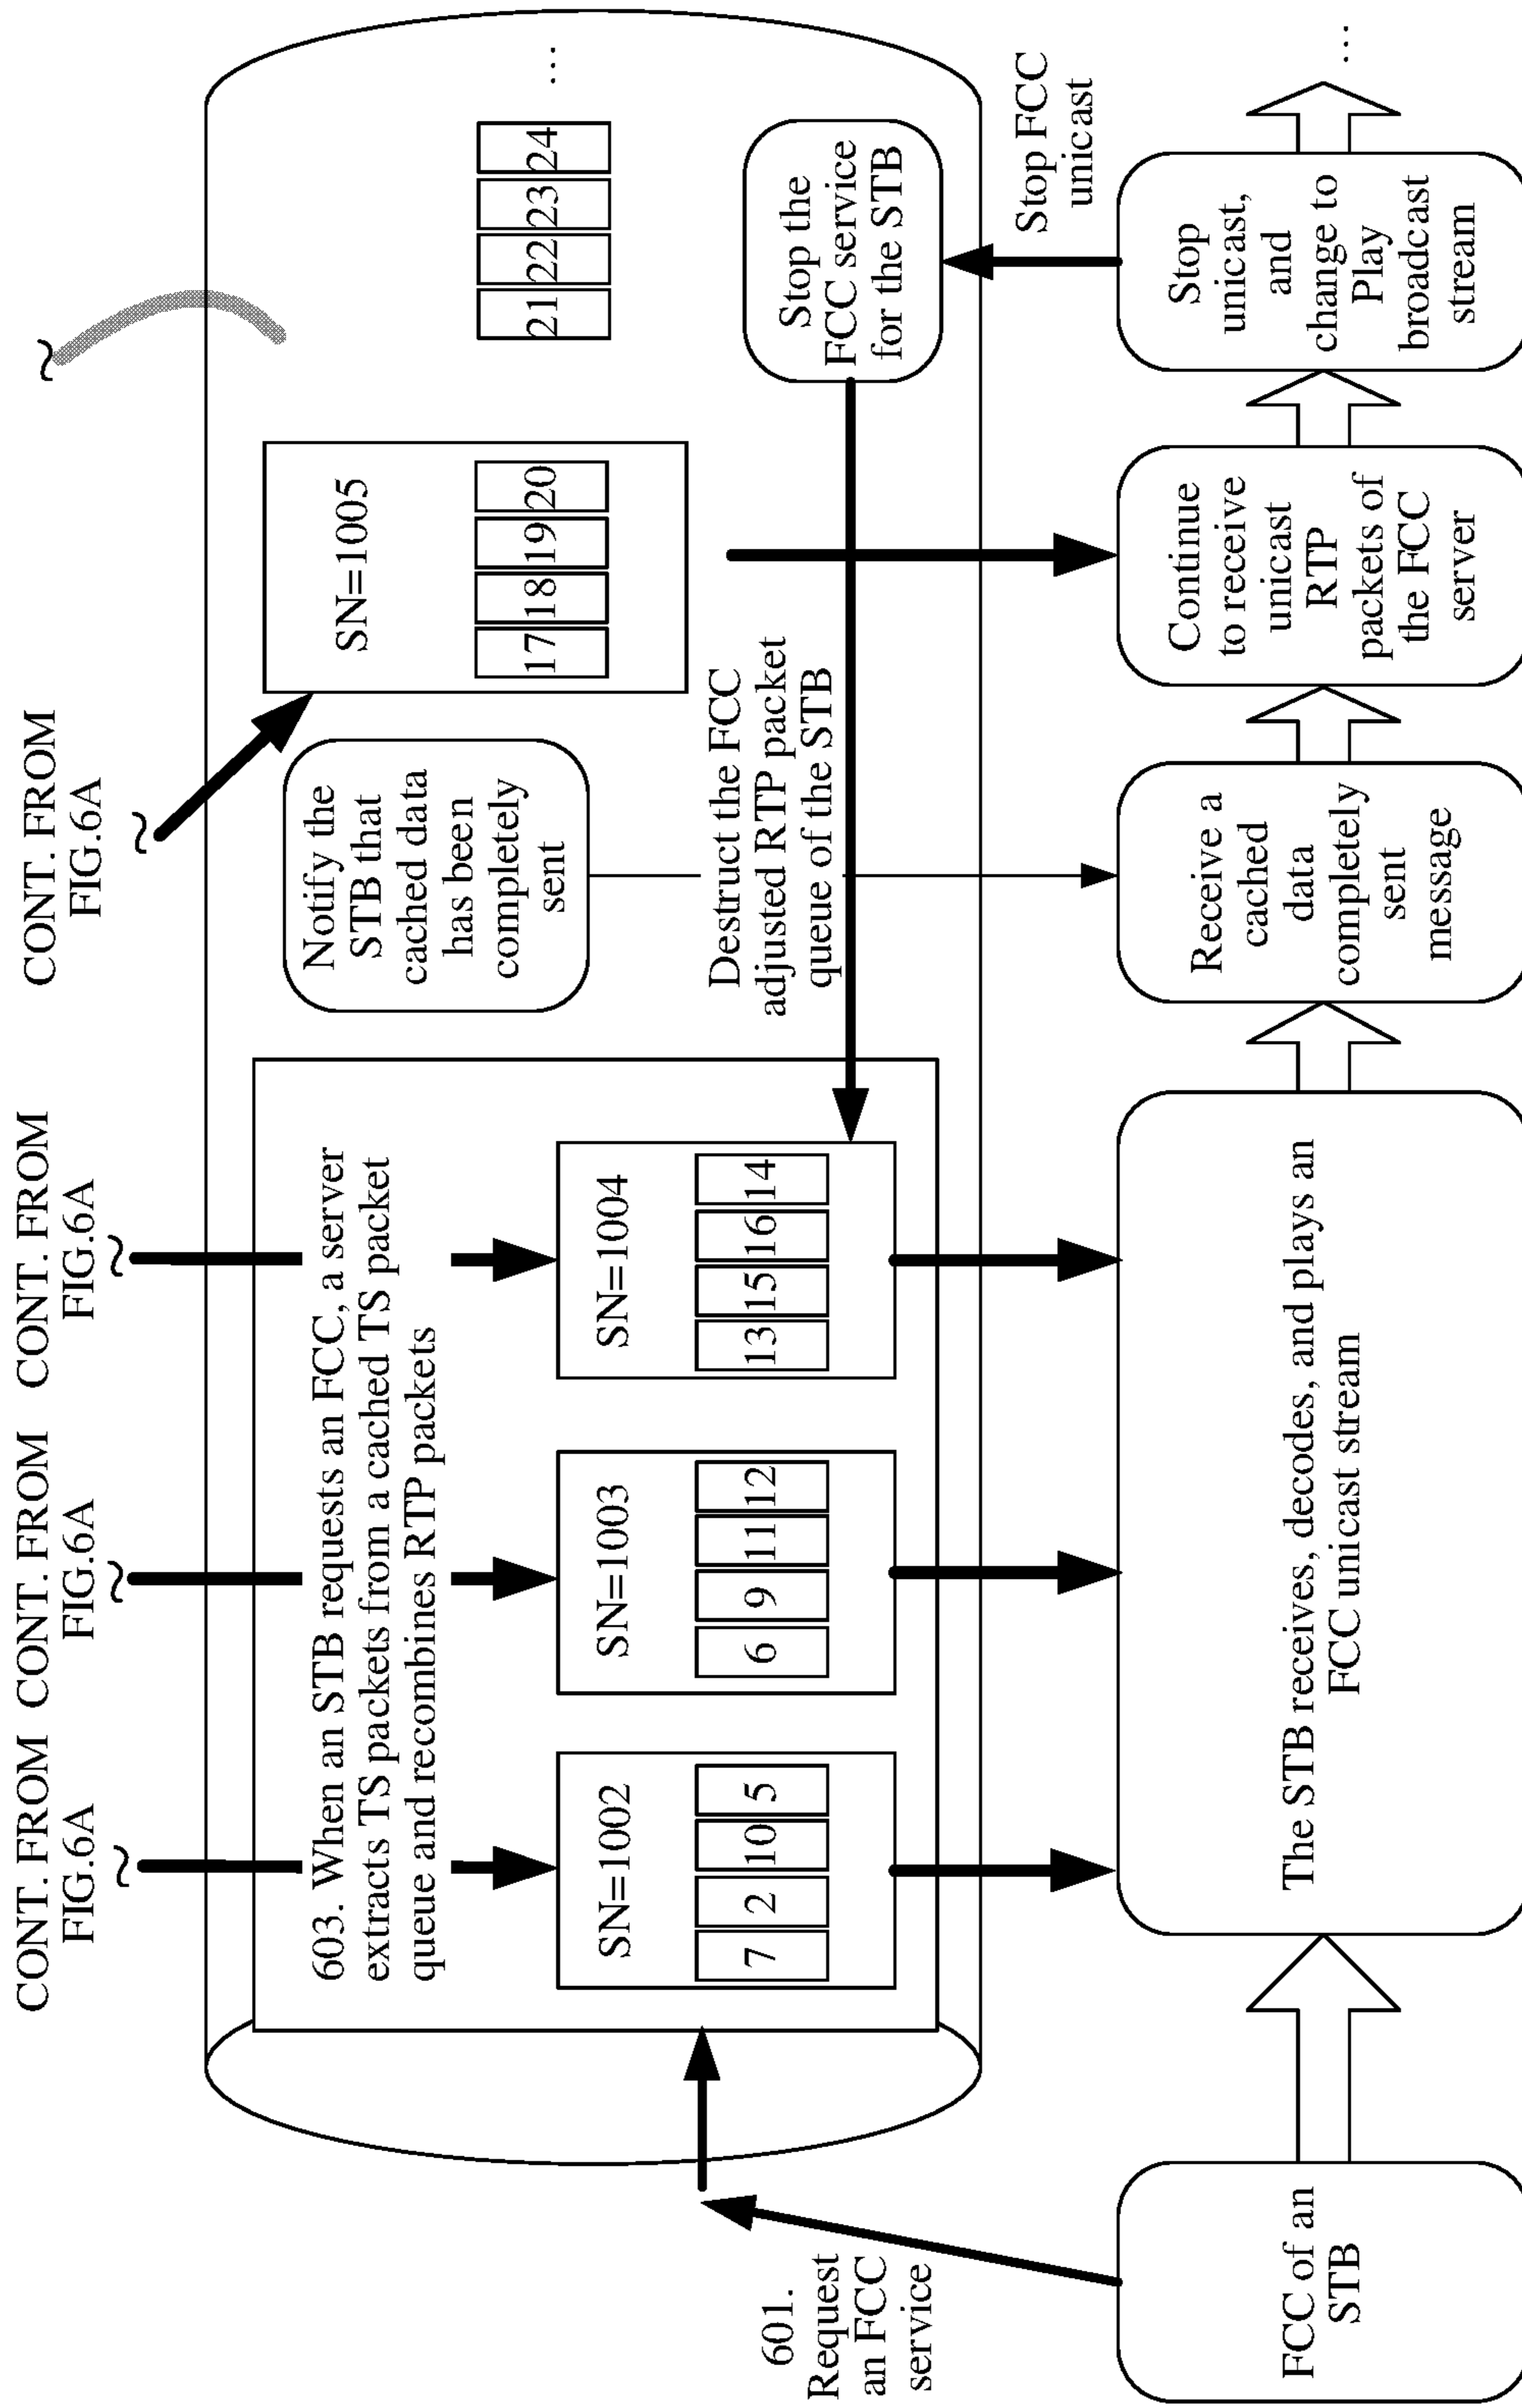 CONT. FROM
FIG.6A
CONT. FROM
FIG.6A
CONT. FROM
FIG.6A
CONT. FROM
FIG.6A
603. When an STB requests an FCC, a server
extracts TS packets from a cached TS packet
queue and recombines RTP packets
SN=1002
7 2 10 5
SN=1003
6 9 11 12
SN=1004
13 15 16 14
Notify the
STB that
cached data
has been
completely
sent
SN=1005
17 18 19 20
21 22 23 24 ...
Destruct the FCC
adjusted RTP packet
queue of the STB
Stop the
FCC service
for the STB
601.
Request
an FCC
service
Stop FCC
unicast
FCC of an
STB
The STB receives, decodes, and plays an
FCC unicast stream
Receive a
cached
data
completely
sent
message
Continue
to receive
unicast
RTP
packets of
the FCC
server
Stop
unicast,
and
change to
Play
broadcast
stream
...